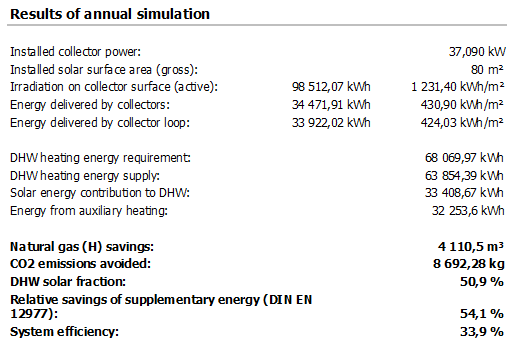 Results of annual simulation
Installed collector power: 37,090 kW
Installed solar surface area (gross): 80 m²
Irradiation on collector surface (active): 98 512,07 kWh 1 231,40 kWh/m²
Energy delivered by collectors: 34 471,91 kWh 430,90 kWh/m²
Energy delivered by collector loop: 33 922,02 kWh 424,03 kWh/m²
DHW heating energy requirement: 68 069,97 kWh
DHW heating energy supply: 63 854,39 kWh
Solar energy contribution to DHW: 33 408,67 kWh
Energy from auxiliary heating: 32 253,6 kWh
Natural gas (H) savings: 4 110,5 m³
CO2 emissions avoided: 8 692,28 kg
DHW solar fraction: 50,9 %
Relative savings of supplementary energy (DIN EN
12977): 54,1 %
System efficiency: 33,9 %